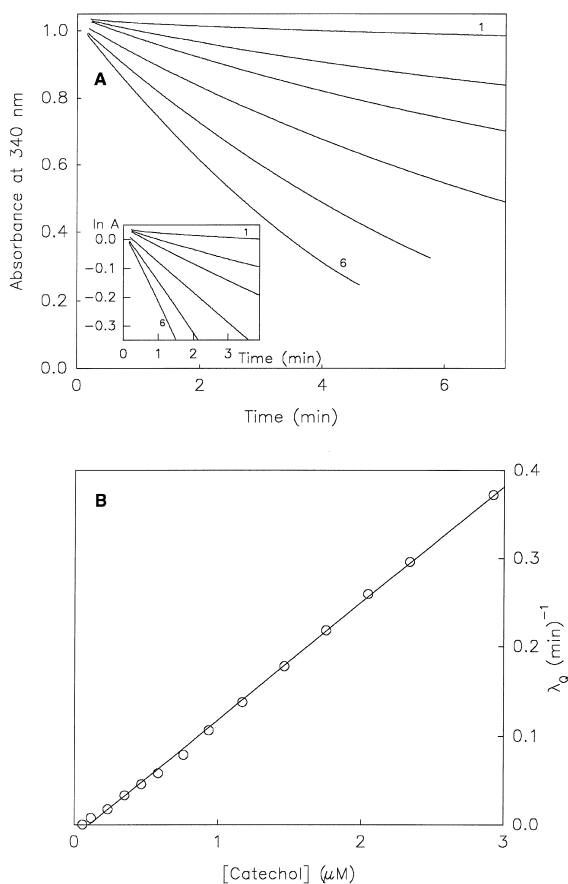 1.0
0.8
0.6
0.4
0.2
0.0
Absorbance at 340 nm
A
1
6
ln A
0.0
−0.1
−0.2
−0.3
1
6
0 1 2 3
Time (min)
0 2 4 6
Time (min)
B
0.4
0.3
0.2
0.1
0.0
λQ (min)−1
0 1 2 3
[Catechol] (μM)